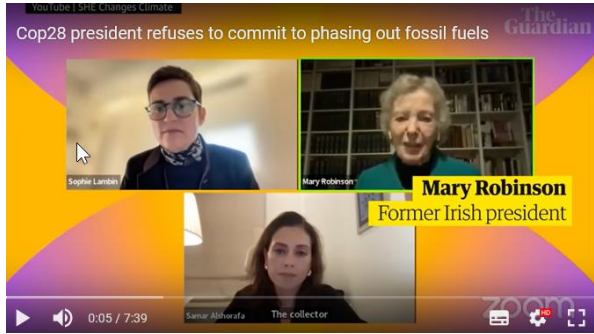 YouTube | SHE Changes Climate
The Guardian
Cop28 president refuses to commit to phasing out fossil fuels
Sophie Lambin
Mary Robinson
Mary Robinson
Former Irish president
Samar Alshorafa
The collector
zoom
0:05 / 7:39
HD